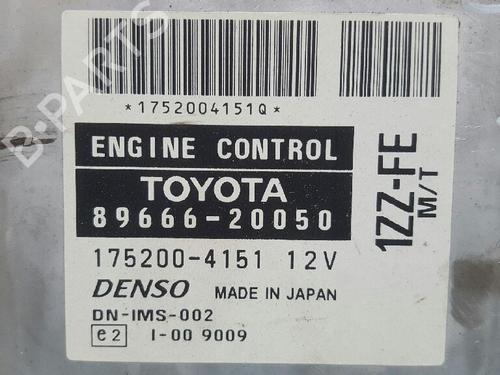 B-PARTS
*1752004151Q*
ENGINE CONTROL
TOYOTA
89666-20050
175200-4151 12V
DENSO MADE IN JAPAN
DN-IMS-002
e2 I-00 9009
1ZZ-FE
M/T